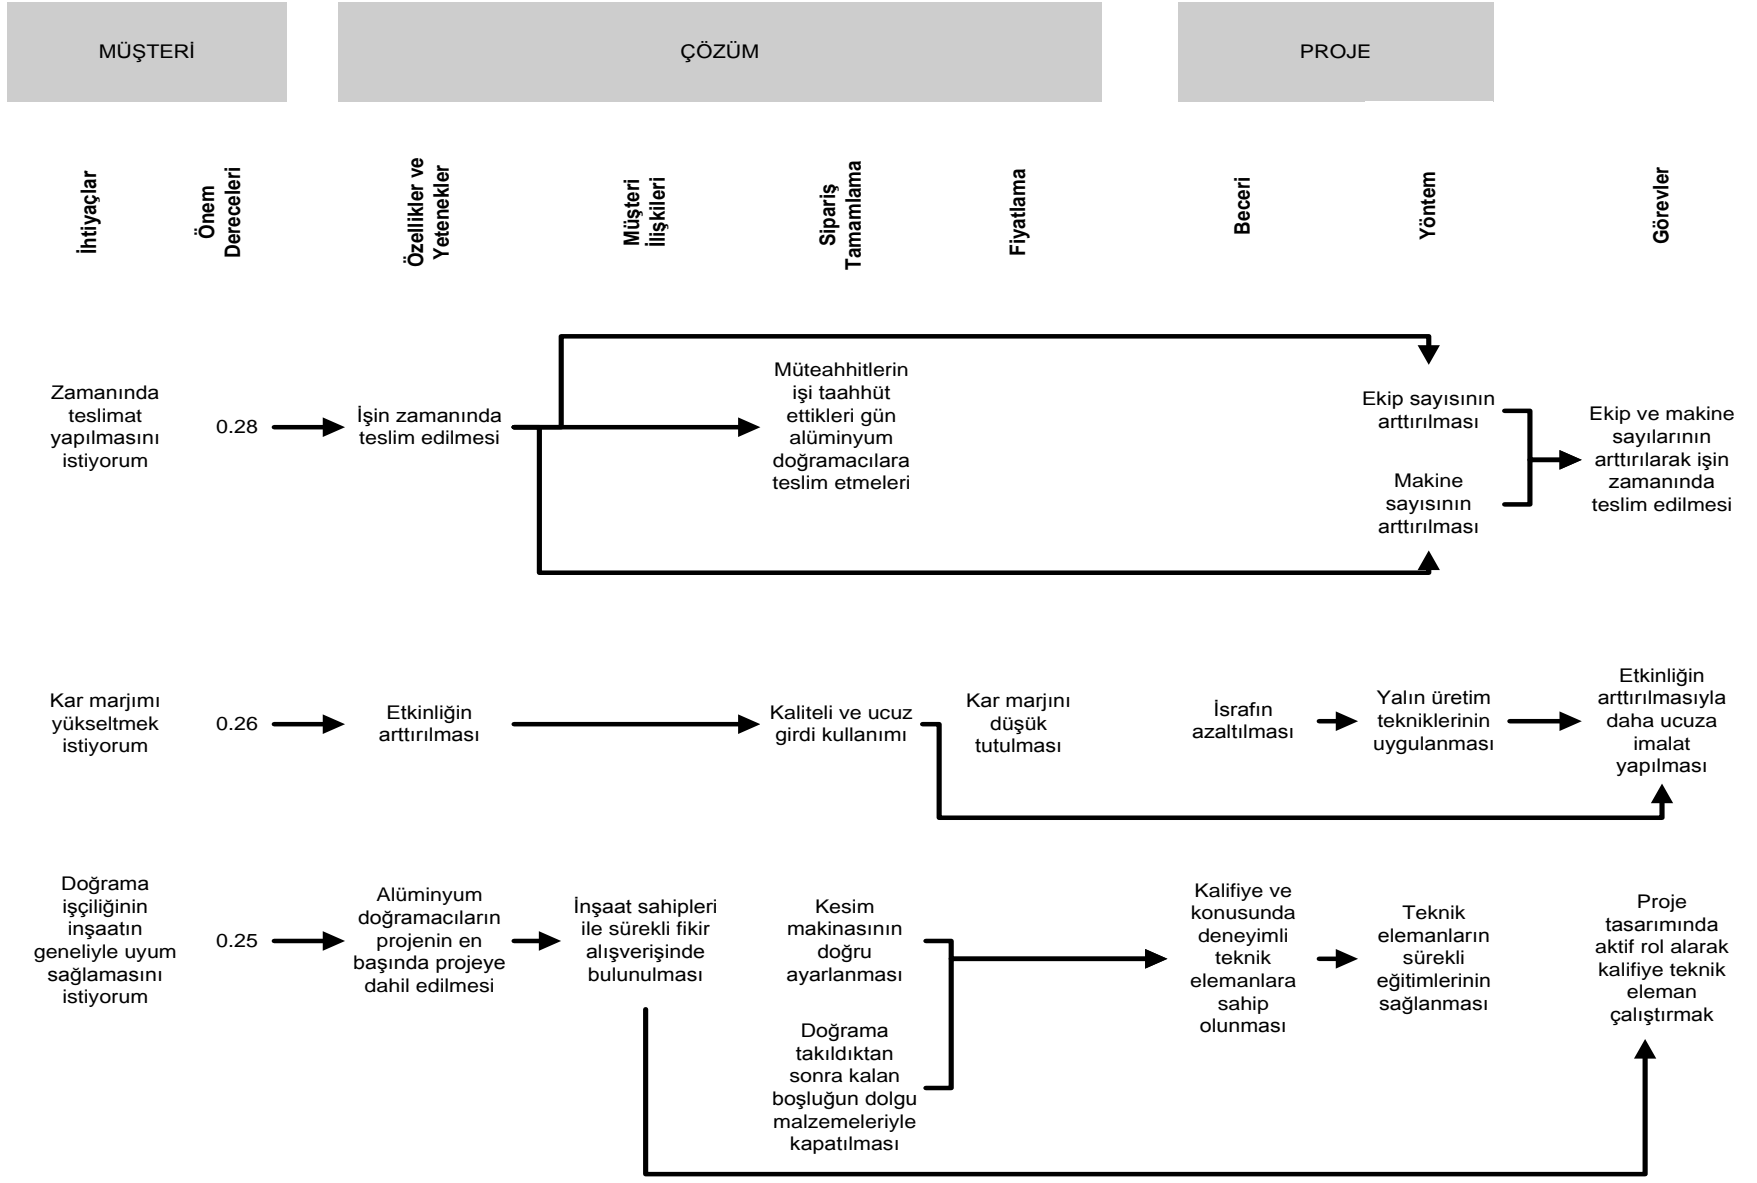 MÜŞTERİ
ÇÖZÜM
PROJE
İhtiyaçlar
Önem
Dereceleri
Özellikler ve
Yetenekler
Müşteri
İlişkileri
Sipariş
Tamamlama
Fiyatlama
Beceri
Yöntem
Görevler
Zamanında
teslimat
yapılmasını
istiyorum
0.28
İşin zamanında
teslim edilmesi
Müteahhitlerin
işi taahhüt
ettikleri gün
alüminyum
doğramacılara
teslim etmeleri
Ekip sayısının
arttırılması
Makine
sayısının
arttırılması
Ekip ve makine
sayılarının
arttırılarak işin
zamanında
teslim edilmesi
Kar marjımı
yükseltmek
istiyorum
0.26
Etkinliğin
arttırılması
Kaliteli ve ucuz
girdi kullanımı
Kar marjını
düşük
tutulması
İsrafın
azaltılması
Yalın üretim
tekniklerinin
uygulanması
Etkinliğin
arttırılmasıyla
daha ucuza
imalat
yapılması
Doğrama
işçiliğinin
inşaatın
geneliyle uyum
sağlamasını
istiyorum
0.25
Alüminyum
doğramacıların
projenin en
başında projeye
dahil edilmesi
İnşaat sahipleri
ile sürekli fikir
alışverişinde
bulunulması
Kesim
makinasının
doğru
ayarlanması
Doğrama
takıldıktan
sonra kalan
boşluğun dolgu
malzemeleriyle
kapatılması
Kalifiye ve
konusunda
deneyimli
teknik
elemanlara
sahip
olunması
Teknik
elemanların
sürekli
eğitimlerinin
sağlanması
Proje
tasarımında
aktif rol alarak
kalifiye teknik
eleman
çalıştırmak